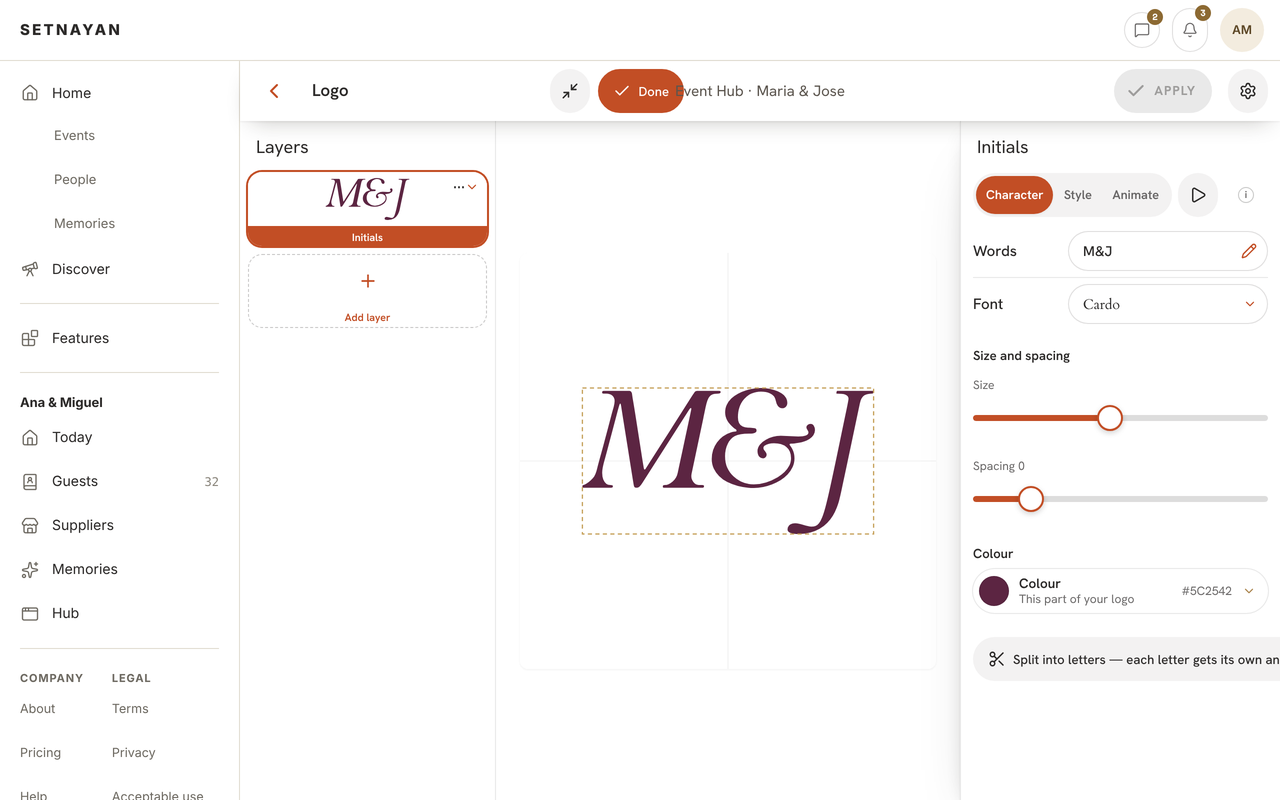 SETNAYAN
2
3
AM
Home
Events
People
Memories
Discover
Features
Ana & Miguel
Today
Guests 32
Suppliers
Memories
Hub
COMPANY LEGAL
About Terms
Pricing Privacy
Help Acceptable use
Logo
Done
Event Hub · Maria & Jose
APPLY
Layers
M&J
Initials
Add layer
M&J
Initials
Character Style Animate
Words M&J
Font Cardo
Size and spacing
Size
Spacing 0
Colour
Colour
This part of your logo
#5C2542
Split into letters — each letter gets its own an